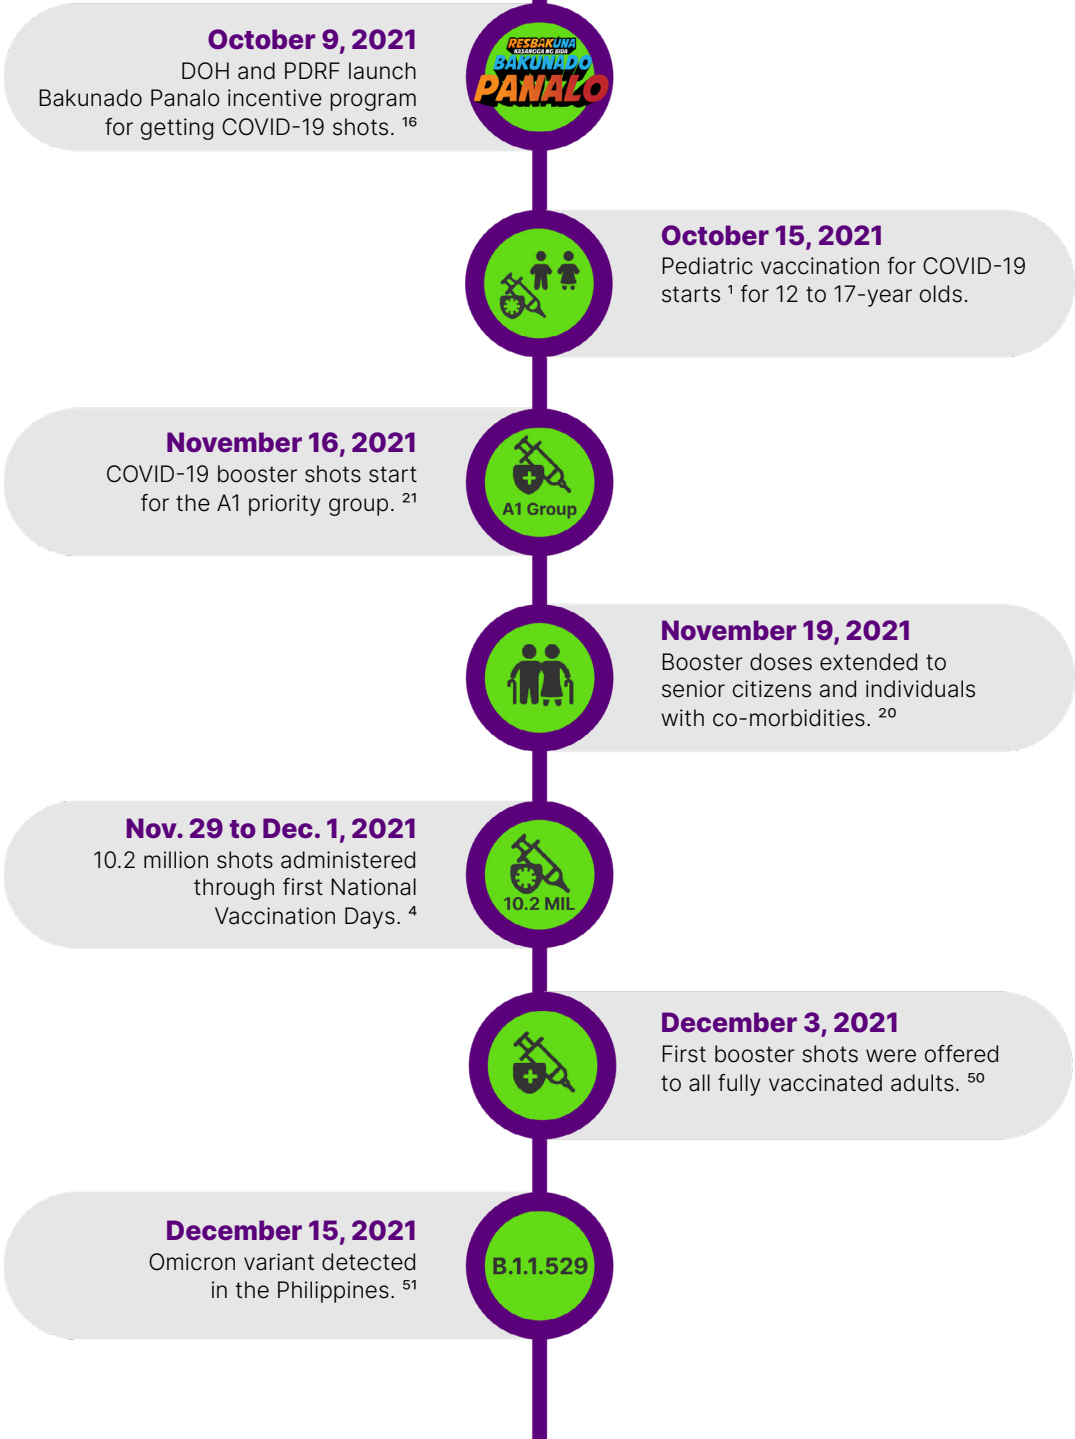 October 9, 2021
DOH and PDRF launch
Bakunado Panalo incentive program
for getting COVID-19 shots. ¹⁶
RESBAKUNA
KASANGGA NG BIDA
BAKUNADO
PANALO
October 15, 2021
Pediatric vaccination for COVID-19
starts ¹ for 12 to 17-year olds.
November 16, 2021
COVID-19 booster shots start
for the A1 priority group. ²¹
A1 Group
November 19, 2021
Booster doses extended to
senior citizens and individuals
with co-morbidities. ²⁰
Nov. 29 to Dec. 1, 2021
10.2 million shots administered
through first National
Vaccination Days. ⁴
10.2 MIL
December 3, 2021
First booster shots were offered
to all fully vaccinated adults. ⁵⁰
December 15, 2021
Omicron variant detected
in the Philippines. ⁵¹
B.1.1.529